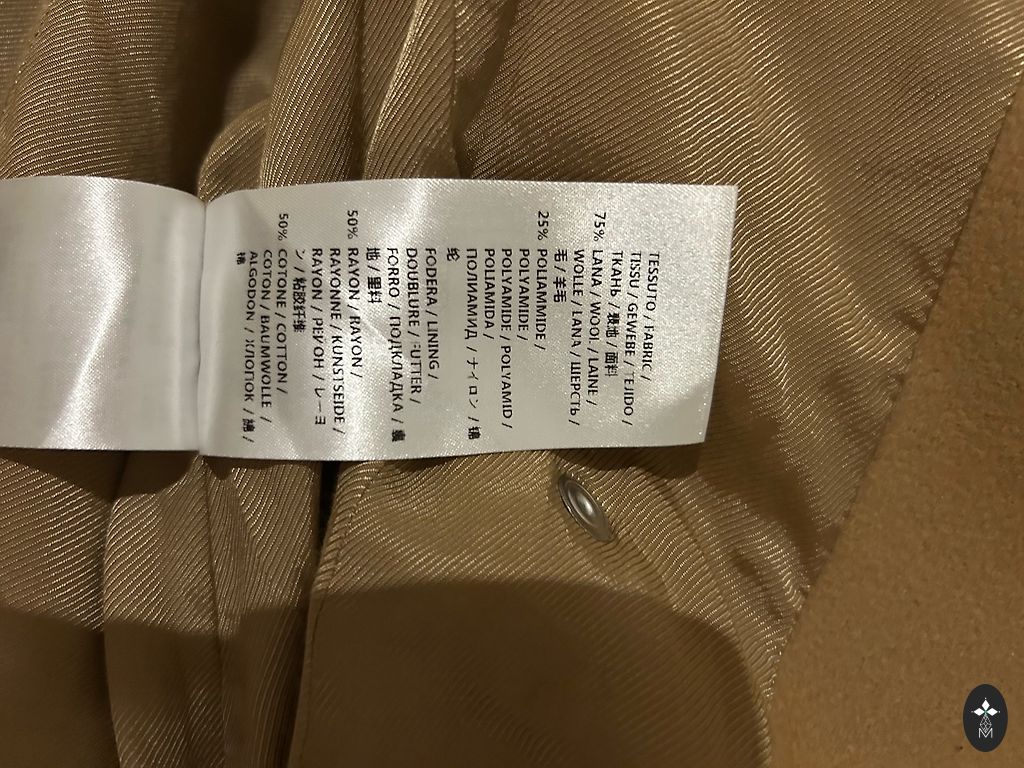 TESSUTO / FABRIC /
TISSU / GEWEBE / TEJIDO /
ТКАНЬ / 表地 / 面料
75% LANA / WOOL / LAINE /
WOLLE / LANA / ШЕРСТЬ /
毛 / 羊毛
25% POLIAMMIDE /
POLYAMIDE /
POLYAMIDE / POLYAMID /
POLIAMIDA /
ПОЛИАМИД / ナイロン / 锦
纶
FODERA / LINING /
DOUBLURE / FUTTER /
FORRO / ПОДКЛАДКА / 裏
地 / 里料
50% RAYON / RAYON /
RAYONNE / KUNSTSEIDE /
RAYON / РЕЙОН / レーヨ
ン / 粘胶纤维
50% COTONE / COTTON /
COTON / BAUMWOLLE /
ALGODON / ХЛОПОК / 綿 /
棉
M